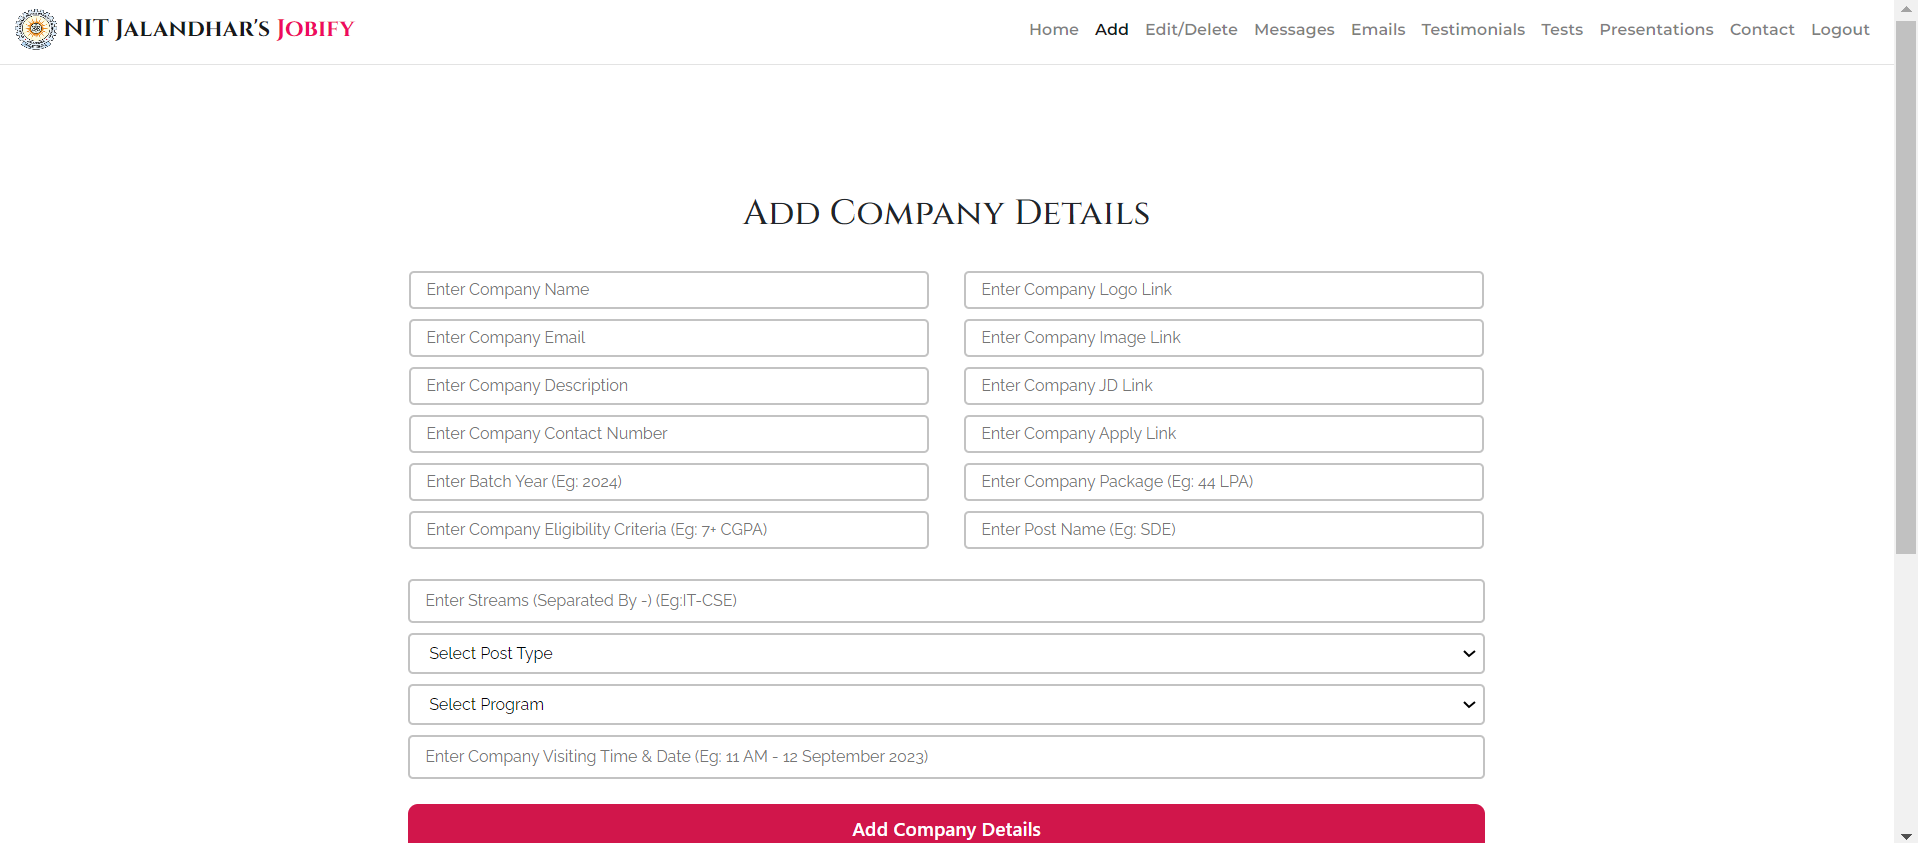 NIT Jalandhar's Jobify
Home Add Edit/Delete Messages Emails Testimonials Tests Presentations Contact Logout
Add Company Details
Enter Company Name
Enter Company Logo Link
Enter Company Email
Enter Company Image Link
Enter Company Description
Enter Company JD Link
Enter Company Contact Number
Enter Company Apply Link
Enter Batch Year (Eg: 2024)
Enter Company Package (Eg: 44 LPA)
Enter Company Eligibility Criteria (Eg: 7+ CGPA)
Enter Post Name (Eg: SDE)
Enter Streams (Separated By -) (Eg:IT-CSE)
Select Post Type
Select Program
Enter Company Visiting Time & Date (Eg: 11 AM - 12 September 2023)
Add Company Details